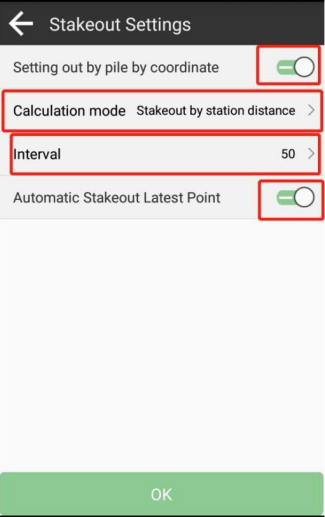 Stakeout Settings
Setting out by pile by coordinate
Calculation mode Stakeout by station distance
Interval 50
Automatic Stakeout Latest Point
OK